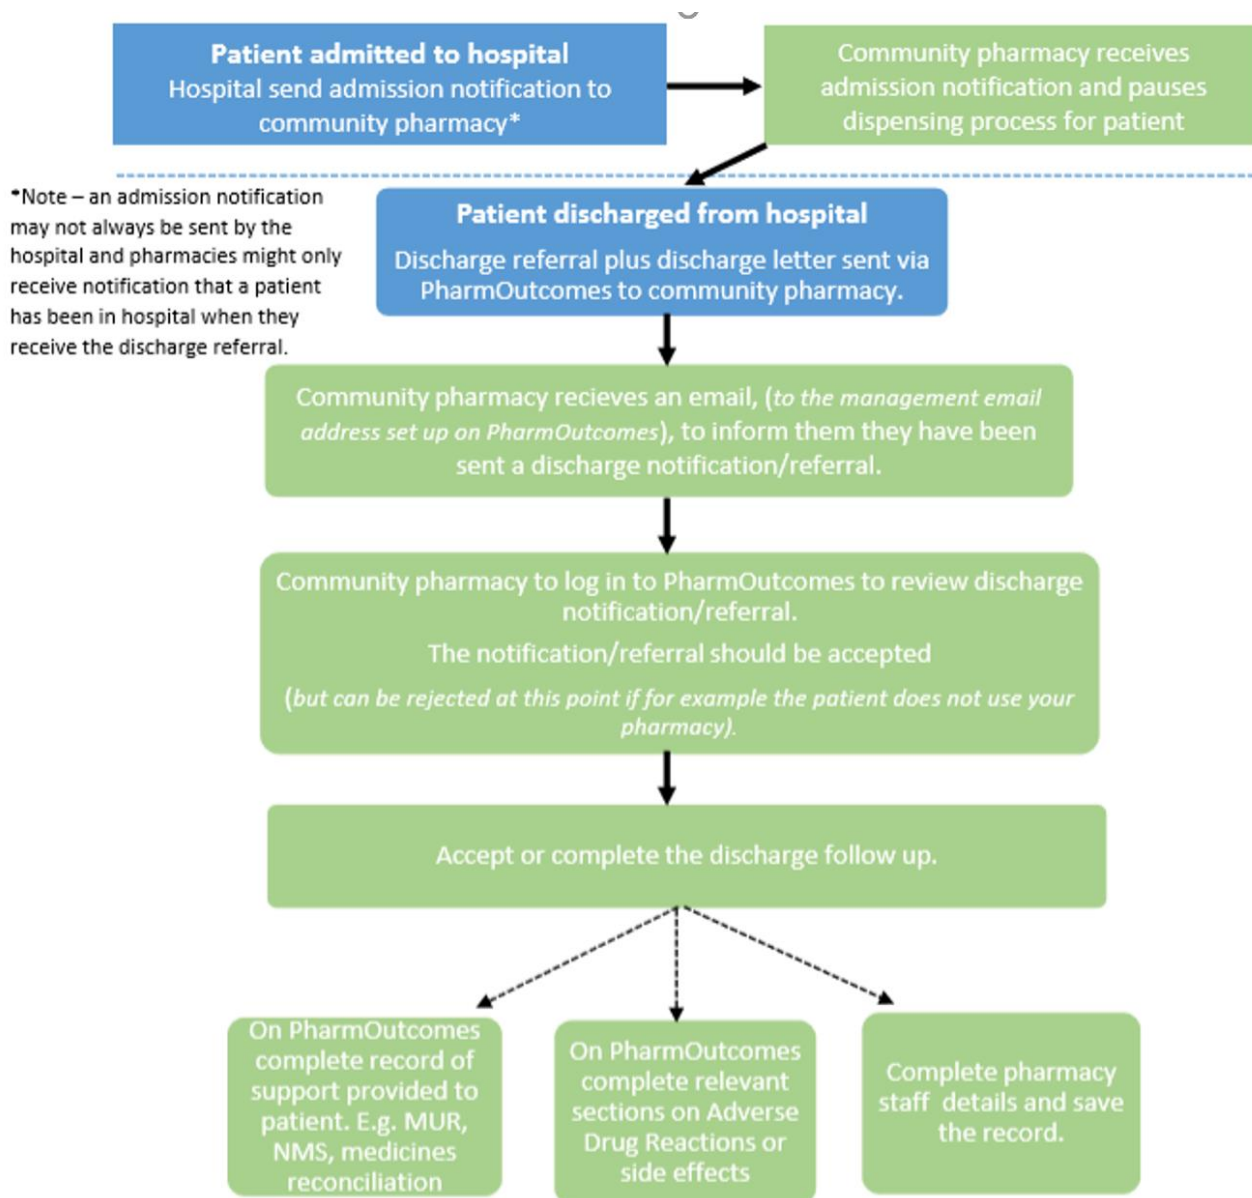 Patient admitted to hospital
Hospital send admission notification to
community pharmacy*
Community pharmacy receives
admission notification and pauses
dispensing process for patient
*Note – an admission notification
may not always be sent by the
hospital and pharmacies might only
receive notification that a patient
has been in hospital when they
receive the discharge referral.
Patient discharged from hospital
Discharge referral plus discharge letter sent via
PharmOutcomes to community pharmacy.
Community pharmacy recieves an email, (to the management email
address set up on PharmOutcomes), to inform them they have been
sent a discharge notification/referral.
Community pharmacy to log in to PharmOutcomes to review discharge
notification/referral.
The notification/referral should be accepted
(but can be rejected at this point if for example the patient does not use your
pharmacy).
Accept or complete the discharge follow up.
On PharmOutcomes
complete record of
support provided to
patient. E.g. MUR,
NMS, medicines
reconciliation
On PharmOutcomes
complete relevant
sections on Adverse
Drug Reactions or
side effects
Complete pharmacy
staff details and save
the record.